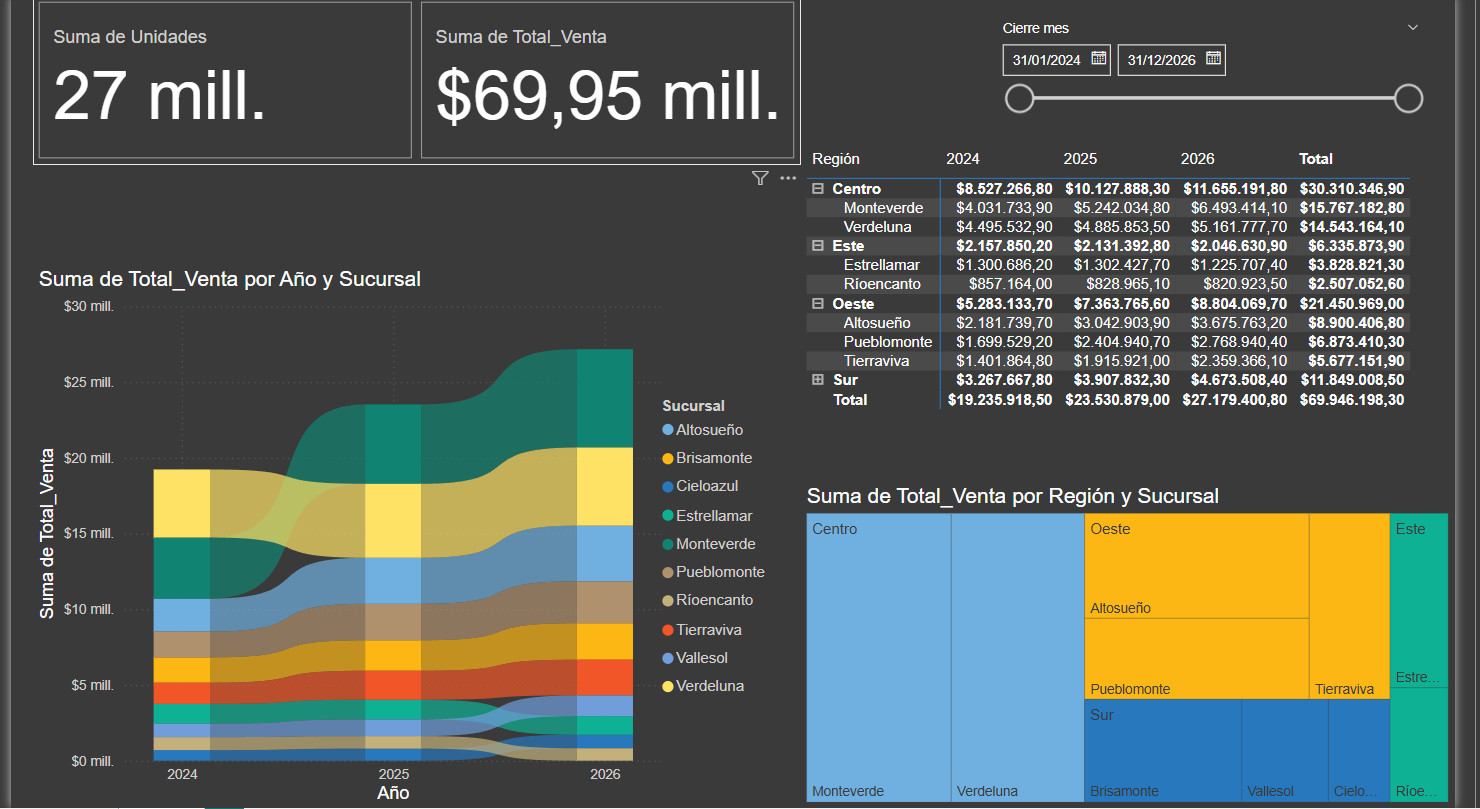 Suma de Unidades
27 mill.
Suma de Total_Venta
$69,95 mill.
Cierre mes
31/01/2024 31/12/2026
Región 2024 2025 2026 Total
Centro $8.527.266,80 $10.127.888,30 $11.655.191,80 $30.310.346,90
Monteverde $4.031.733,90 $5.242.034,80 $6.493.414,10 $15.767.182,80
Verdeluna $4.495.532,90 $4.885.853,50 $5.161.777,70 $14.543.164,10
Este $2.157.850,20 $2.131.392,80 $2.046.630,90 $6.335.873,90
Estrellamar $1.300.686,20 $1.302.427,70 $1.225.707,40 $3.828.821,30
Ríoencanto $857.164,00 $828.965,10 $820.923,50 $2.507.052,60
Oeste $5.283.133,70 $7.363.765,60 $8.804.069,70 $21.450.969,00
Altosueño $2.181.739,70 $3.042.903,90 $3.675.763,20 $8.900.406,80
Pueblomonte $1.699.529,20 $2.404.940,70 $2.768.940,40 $6.873.410,30
Tierraviva $1.401.864,80 $1.915.921,00 $2.359.366,10 $5.677.151,90
Sur $3.267.667,80 $3.907.832,30 $4.673.508,40 $11.849.008,50
Total $19.235.918,50 $23.530.879,00 $27.179.400,80 $69.946.198,30
Suma de Total_Venta por Año y Sucursal
Suma de Total_Venta
$30 mill.
$25 mill.
$20 mill.
$15 mill.
$10 mill.
$5 mill.
$0 mill.
2024 2025 2026
Año
Sucursal
Altosueño
Brisamonte
Cieloazul
Estrellamar
Monteverde
Pueblomonte
Ríoencanto
Tierraviva
Vallesol
Verdeluna
Suma de Total_Venta por Región y Sucursal
Centro
Monteverde
Verdeluna
Oeste
Altosueño
Pueblomonte
Tierraviva
Este
Estre...
Ríoe...
Sur
Brisamonte
Vallesol
Cielo...